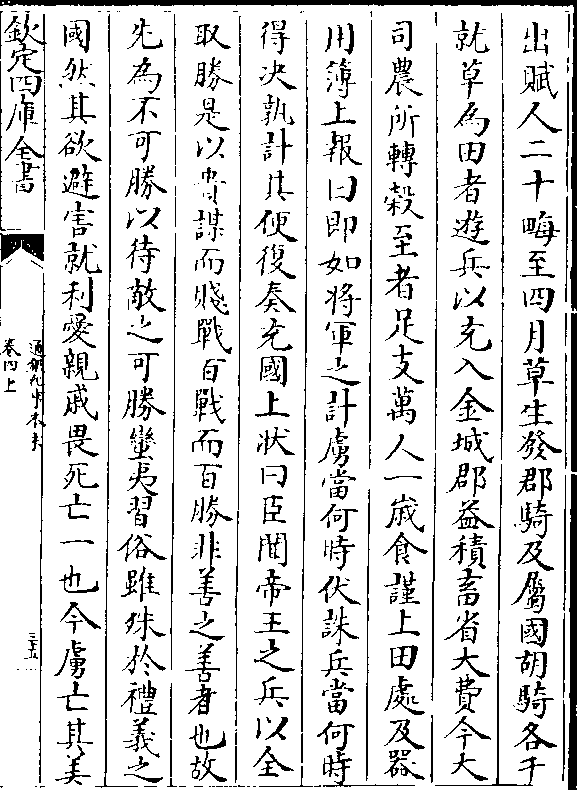 出賦人二十畮至四月草生發郡騎及屬國胡騎各千
就草為田者遊兵以充入金城郡益積畜省大費今大
司農所轉穀至者足支萬人一歳食謹上田處及器
用簿上報曰即如將軍之計虜當何時伏誅兵當何時
得决孰計其便復奏充國上狀曰臣聞帝王之兵以全
取勝是以貴謀而賤戰百戰而百勝非善之善者也故
先為不可勝以待敵之可勝蠻夷習俗雖殊於禮義之
國然其欲避害就利愛親戚畏死亡一也今虜亡其美
欽定四庫全書
通鑑紀事本末
卷四上
三十五